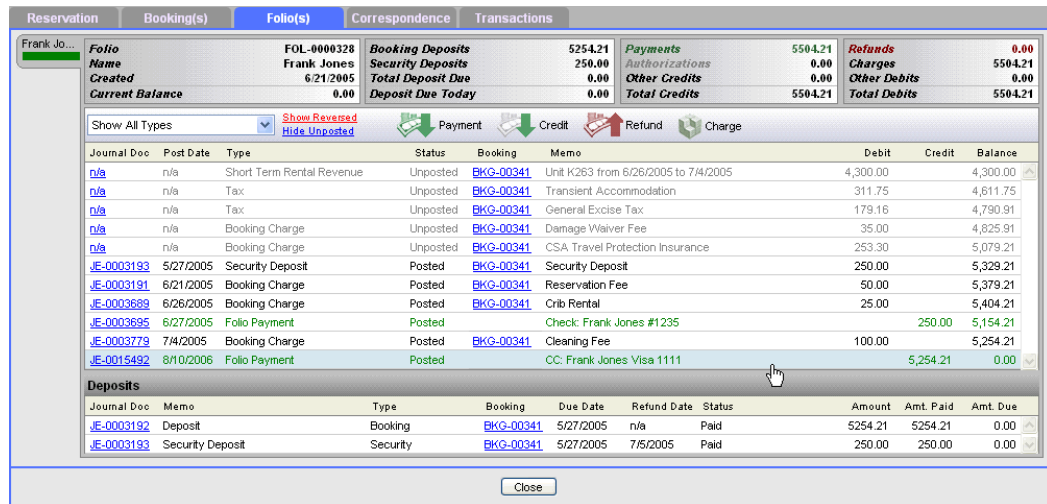 Reservation Booking(s) Folio(s) Correspondence Transactions
Frank Jo...
Folio FOL-0000328 Booking Deposits 5254.21 Payments 5504.21 Refunds 0.00
Name Frank Jones Security Deposits 250.00 Authorizations 0.00 Charges 5504.21
Created 6/21/2005 Total Deposit Due 0.00 Other Credits 0.00 Other Debits 0.00
Current Balance 0.00 Deposit Due Today 0.00 Total Credits 5504.21 Total Debits 5504.21
Show All Types Show Reversed Hide Unposted Payment Credit Refund Charge
Journal Doc Post Date Type Status Booking Memo Debit Credit Balance
n/a n/a Short Term Rental Revenue Unposted BKG-00341 Unit K263 from 6/26/2005 to 7/4/2005 4,300.00 4,300.00
n/a n/a Tax Unposted BKG-00341 Transient Accommodation 311.75 4,611.75
n/a n/a Tax Unposted BKG-00341 General Excise Tax 179.16 4,790.91
n/a n/a Booking Charge Unposted BKG-00341 Damage Waiver Fee 35.00 4,825.91
n/a n/a Booking Charge Unposted BKG-00341 CSA Travel Protection Insurance 253.30 5,079.21
JE-0003193 5/27/2005 Security Deposit Posted BKG-00341 Security Deposit 250.00 5,329.21
JE-0003191 6/21/2005 Booking Charge Posted BKG-00341 Reservation Fee 50.00 5,379.21
JE-0003689 6/26/2005 Booking Charge Posted BKG-00341 Crib Rental 25.00 5,404.21
JE-0003695 6/27/2005 Folio Payment Posted Check: Frank Jones #1235 250.00 5,154.21
JE-0003779 7/4/2005 Booking Charge Posted BKG-00341 Cleaning Fee 100.00 5,254.21
JE-0015492 8/10/2006 Folio Payment Posted CC: Frank Jones Visa 1111 5,254.21 0.00
Deposits
Journal Doc Memo Type Booking Due Date Refund Date Status Amount Amt. Paid Amt. Due
JE-0003192 Deposit Booking BKG-00341 5/27/2005 n/a Paid 5254.21 5254.21 0.00
JE-0003193 Security Deposit Security BKG-00341 5/27/2005 7/5/2005 Paid 250.00 250.00 0.00
Close